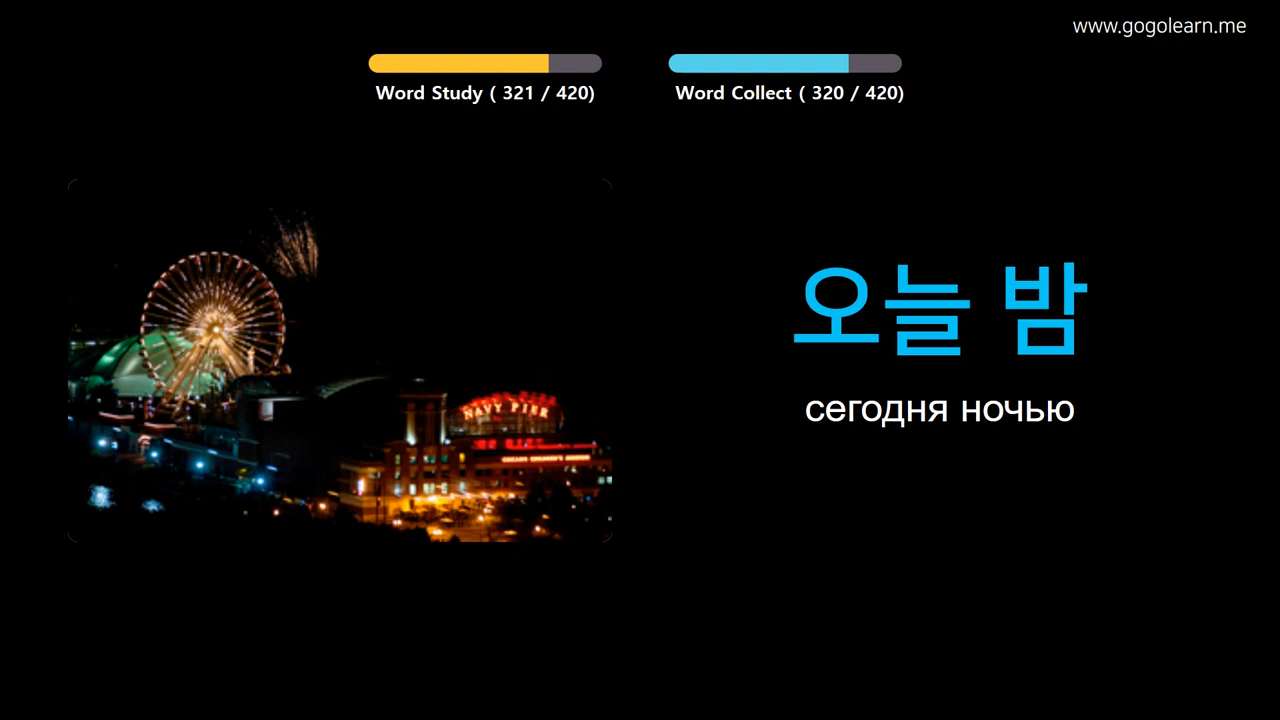 www.gogolearn.me
Word Study ( 321 / 420)
Word Collect ( 320 / 420)
오늘 밤
сегодня ночью
NAVY PIER